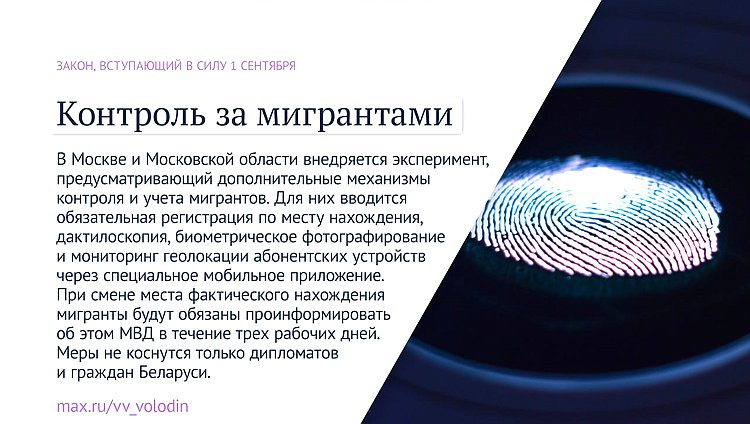 ЗАКОН, ВСТУПАЮЩИЙ В СИЛУ 1 СЕНТЯБРЯ
Контроль за мигрантами
В Москве и Московской области внедряется эксперимент,
предусматривающий дополнительные механизмы
контроля и учета мигрантов. Для них вводится
обязательная регистрация по месту нахождения,
дактилоскопия, биометрическое фотографирование
и мониторинг геолокации абонентских устройств
через специальное мобильное приложение.
При смене места фактического нахождения
мигранты будут обязаны проинформировать
об этом МВД в течение трех рабочих дней.
Меры не коснутся только дипломатов
и граждан Беларуси.
max.ru/vv_volodin